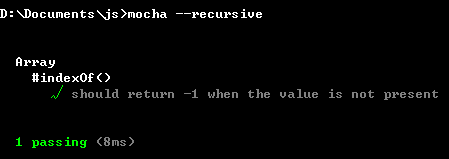 D:\Documents\js>mocha --recursive
Array
#indexOf()
√ should return -1 when the value is not present
1 passing (8ms)